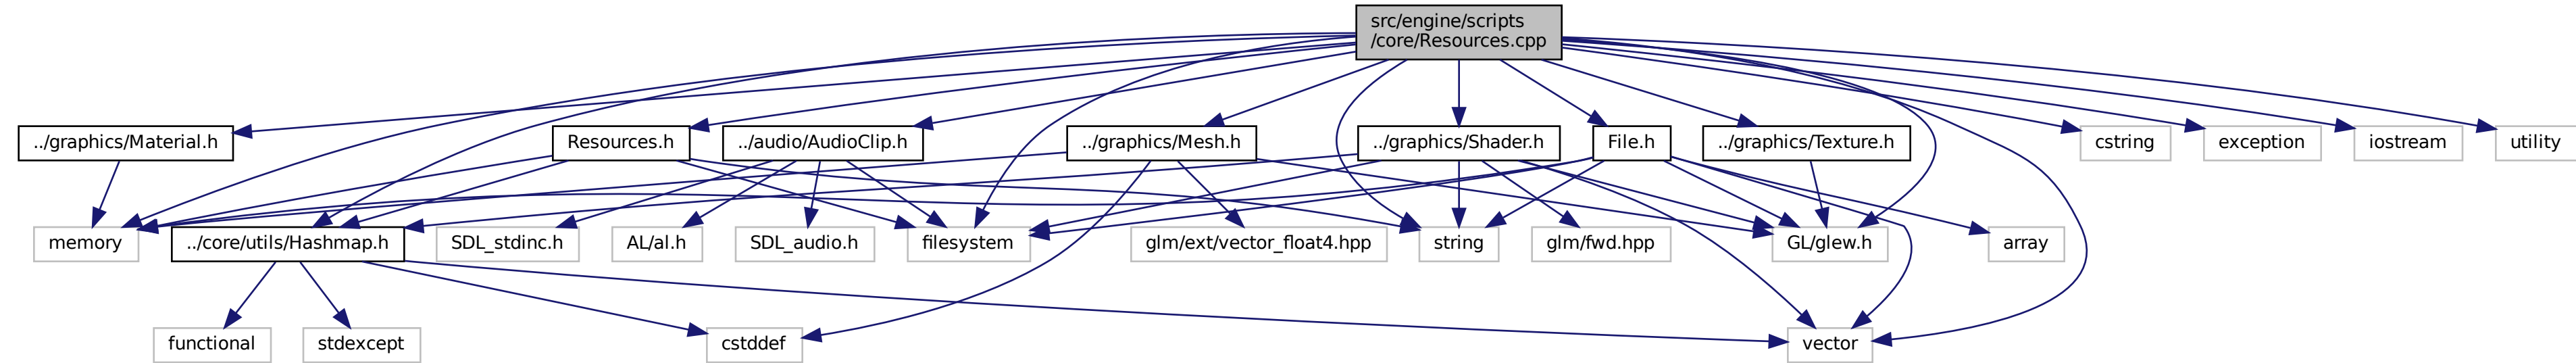 src/engine/scripts
/core/Resources.cpp
../graphics/Material.h
Resources.h
../audio/AudioClip.h
../graphics/Mesh.h
../graphics/Shader.h
File.h
../graphics/Texture.h
cstring
exception
iostream
utility
memory
../core/utils/Hashmap.h
SDL_stdinc.h
AL/al.h
SDL_audio.h
filesystem
glm/ext/vector_float4.hpp
string
glm/fwd.hpp
GL/glew.h
array
functional
stdexcept
cstddef
vector